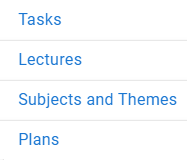 Tasks
Lectures
Subjects and Themes
Plans